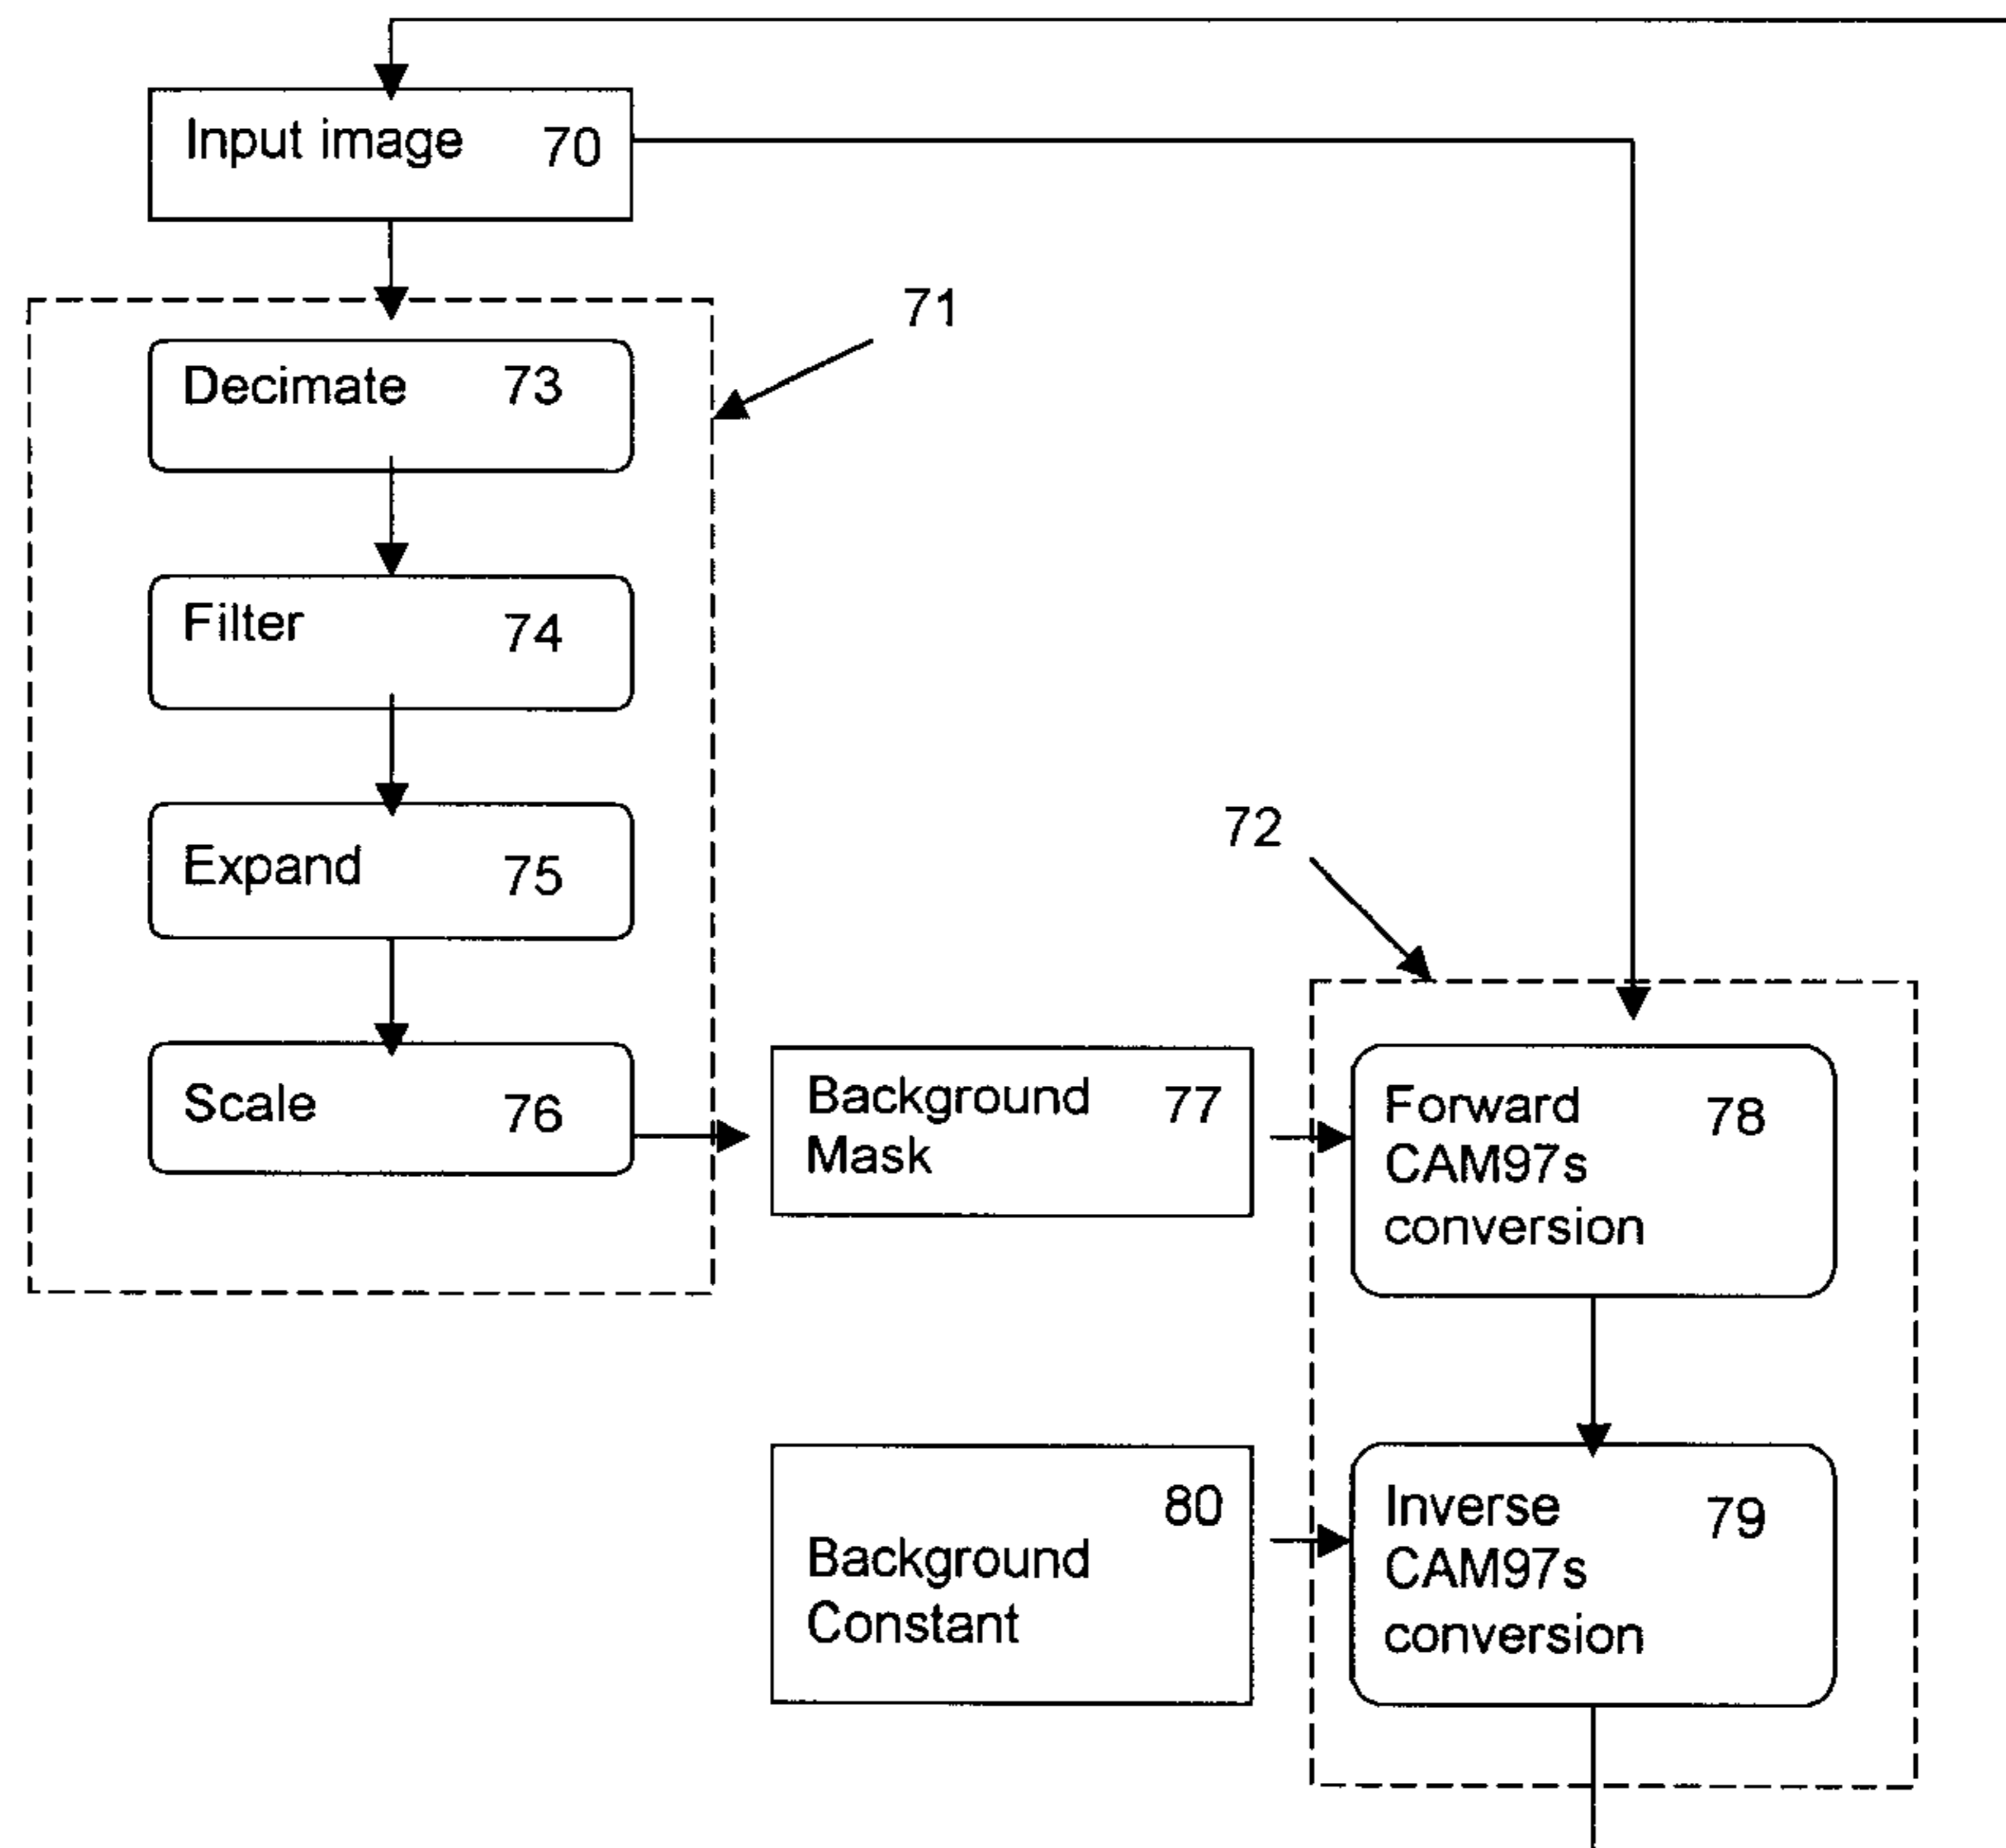 Input image 70
71
Decimate 73
Filter 74
72
Expand 75
Scale 76
Background 77
Mask
Forward 78
CAM97s
conversion
80
Background
Constant
Inverse 79
CAM97s
conversion